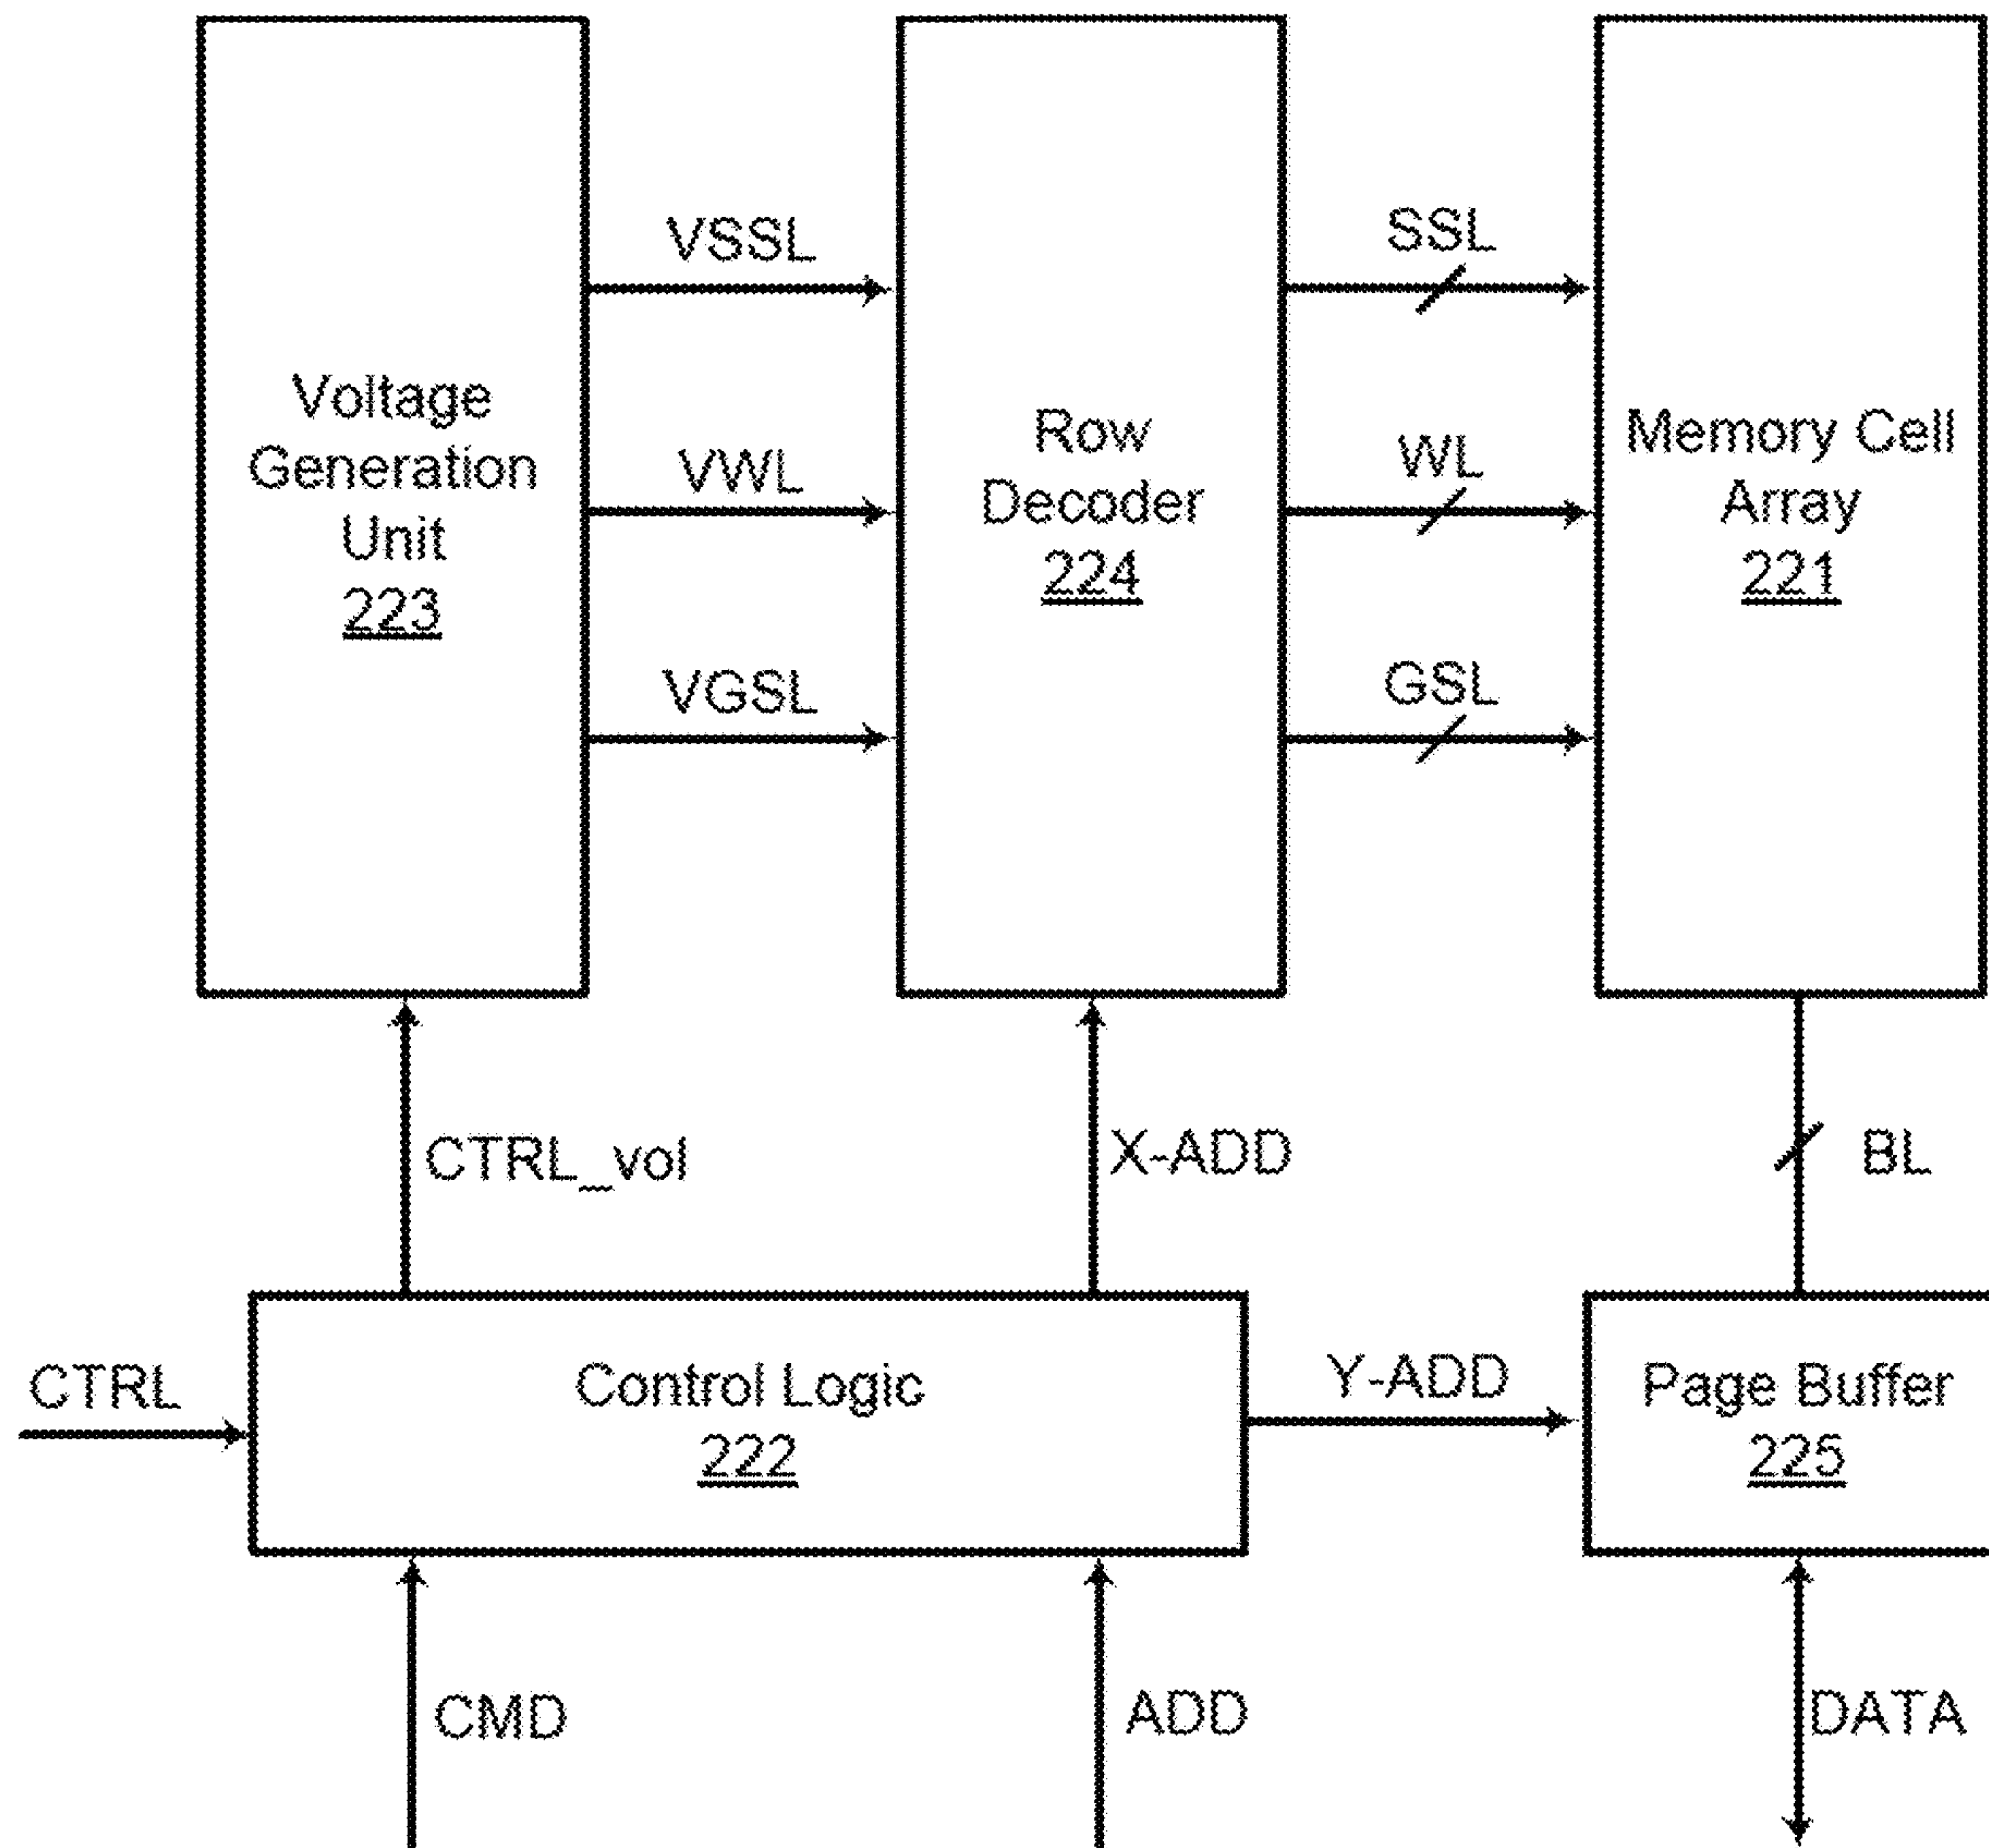 Voltage
Generation
Unit
223
VSSL
VWL
VGSL
Row
Decoder
224
SSL
WL
GSL
Memory Cell
Array
221
CTRL_vol
X-ADD
BL
CTRL
Control Logic
222
Y-ADD
Page Buffer
225
CMD
ADD
DATA